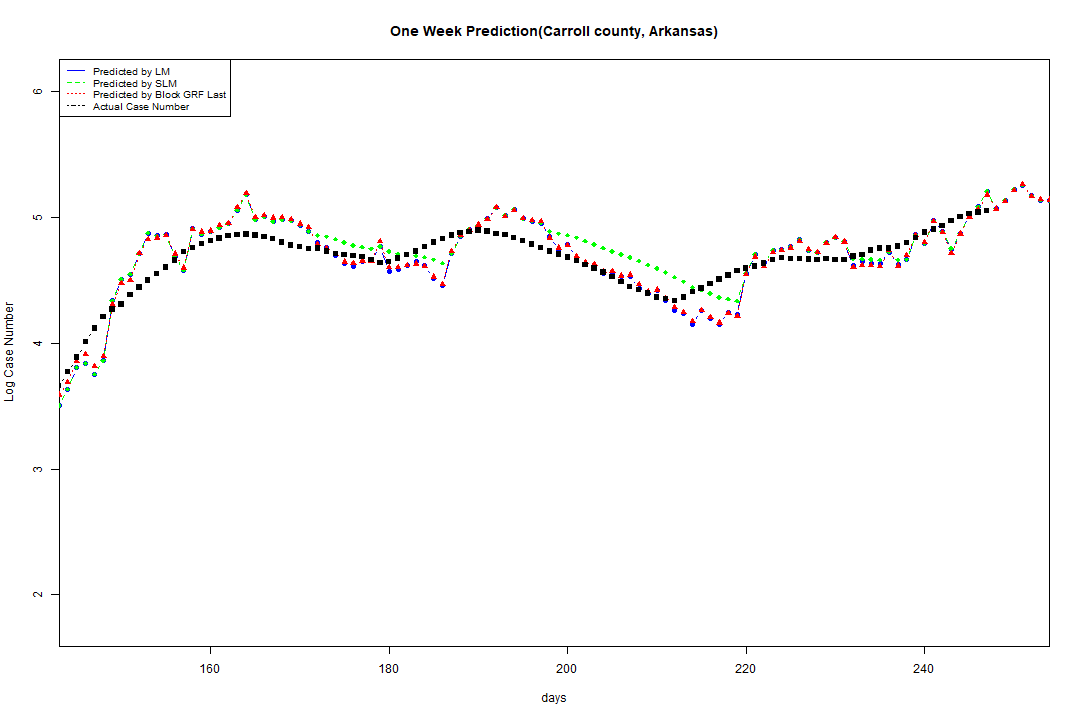 One Week Prediction(Carroll county, Arkansas)
Predicted by LM
Predicted by SLM
Predicted by Block GRF Last
Actual Case Number
6
5
4
3
2
Log Case Number
160 180 200 220 240
days